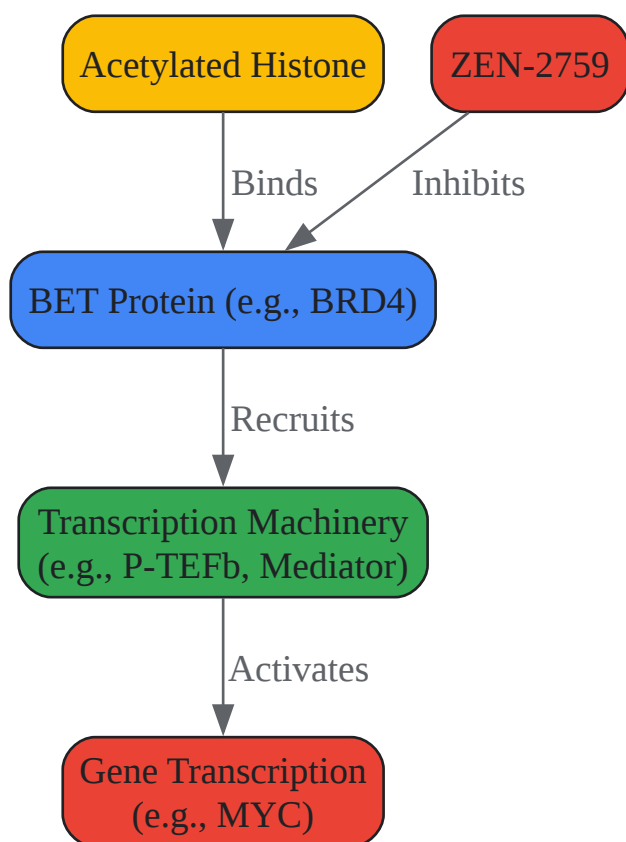 Acetylated Histone
ZEN-2759
Binds
Inhibits
BET Protein (e.g., BRD4)
Recruits
Transcription Machinery
(e.g., P-TEFb, Mediator)
Activates
Gene Transcription
(e.g., MYC)